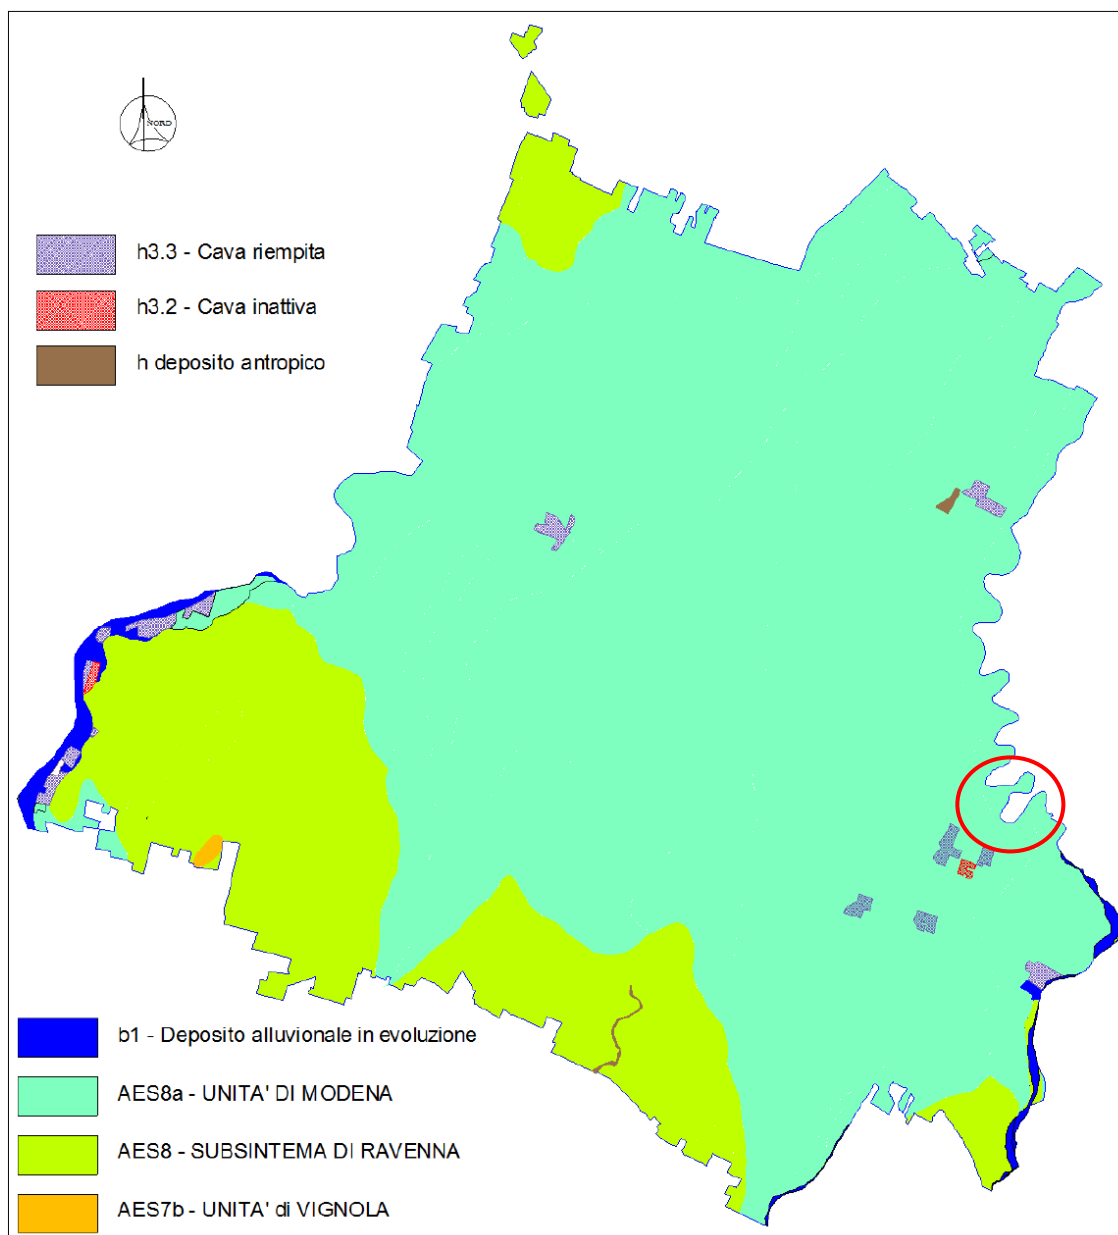 NORD
h3.3 - Cava riempita
h3.2 - Cava inattiva
h deposito antropico
b1 - Deposito alluvionale in evoluzione
AES8a - UNITA' DI MODENA
AES8 - SUBSINTEMA DI RAVENNA
AES7b - UNITA' di VIGNOLA